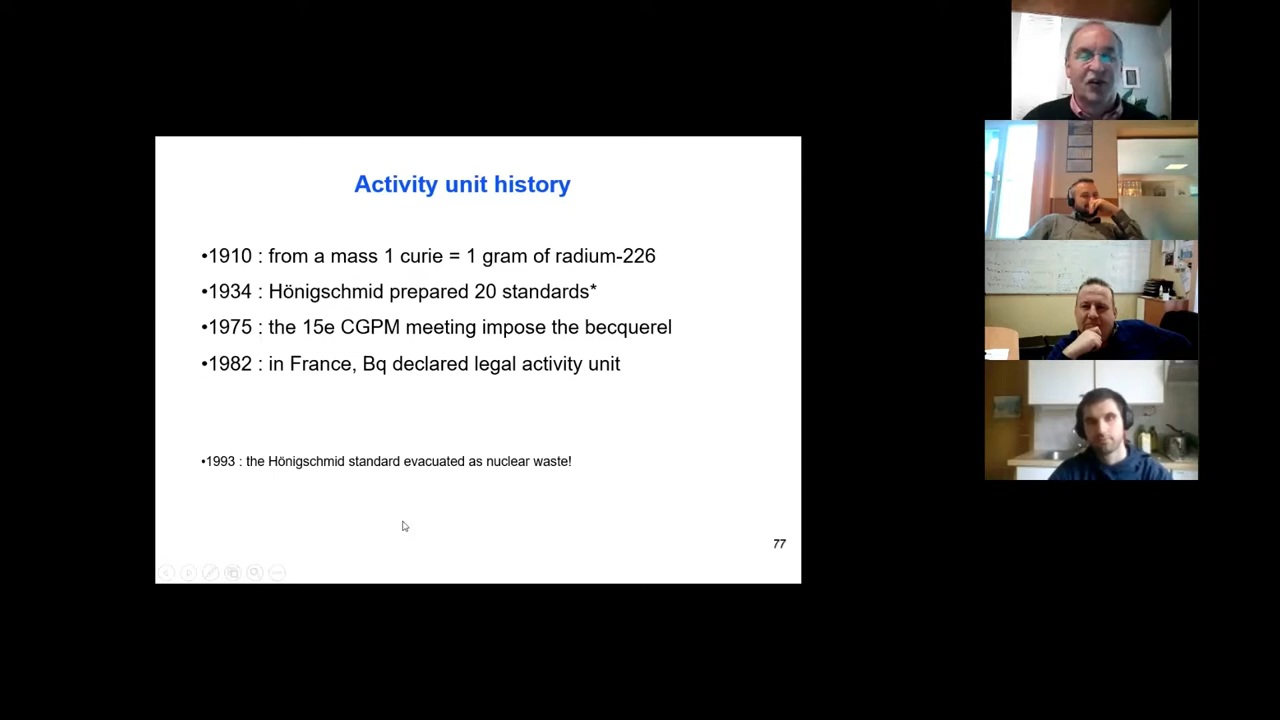 Activity unit history
•1910 : from a mass 1 curie = 1 gram of radium-226
•1934 : Hönigschmid prepared 20 standards*
•1975 : the 15e CGPM meeting impose the becquerel
•1982 : in France, Bq declared legal activity unit
•1993 : the Hönigschmid standard evacuated as nuclear waste!
77